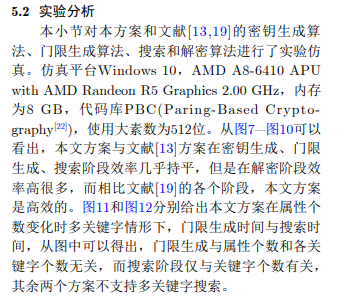 5.2 实验分析
本小节对本方案和文献[13,19]的密钥生成算
法、门限生成算法、搜索和解密算法进行了实验仿
真。仿真平台Windows 10，AMD A8-6410 APU
with AMD Randeon R5 Graphics 2.00 GHz，内存
为8 GB，代码库PBC(Paring-Based Crypto-
graphy[22])，使用大素数为512位。从图7—图10可以
看出，本文方案与文献[13]方案在密钥生成、门限
生成、搜索阶段效率几乎持平，但是在解密阶段效
率高很多，而相比文献[19]的各个阶段，本文方案
是高效的。图11和图12分别给出本文方案在属性个
数变化时多关键字情形下，门限生成时间与搜索时
间，从图中可以得出，门限生成与属性个数和各关
键字个数无关，而搜索阶段仅与关键字个数有关，
其余两个方案不支持多关键字搜索。